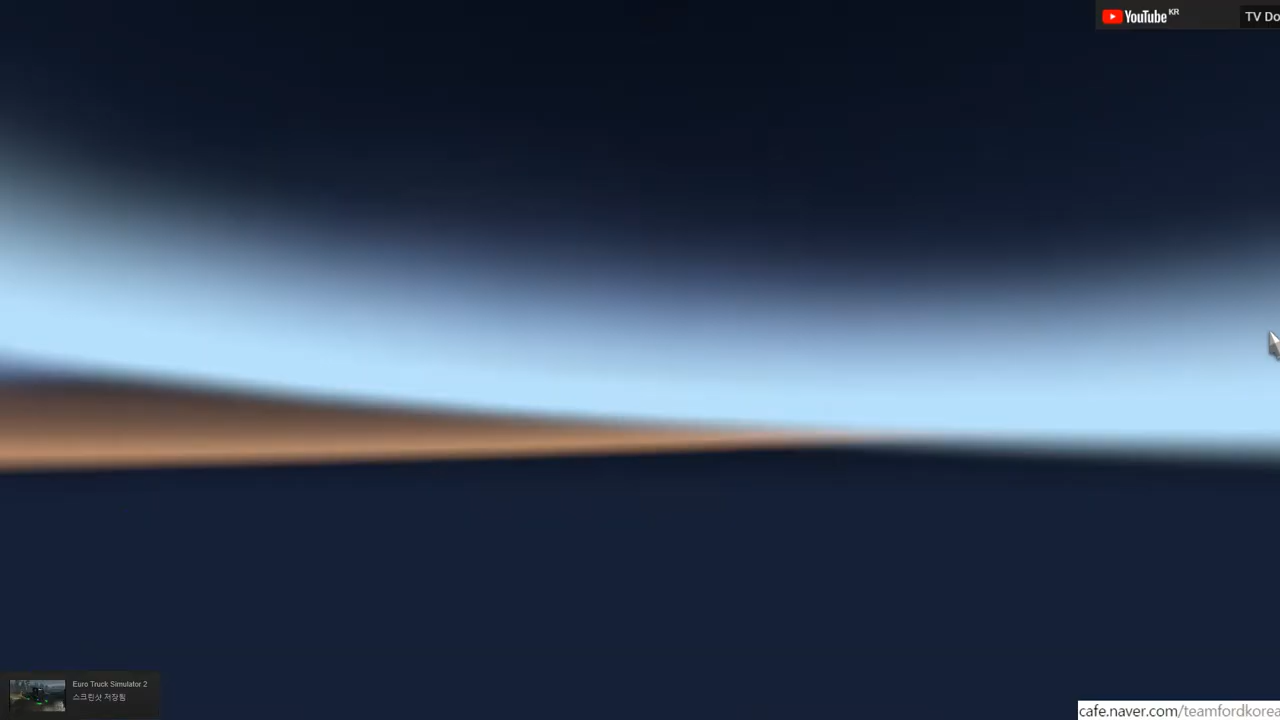 YouTube KR
TV Do
Euro Truck Simulator 2
스크린샷 저장됨
cafe.naver.com/teamfordkorea